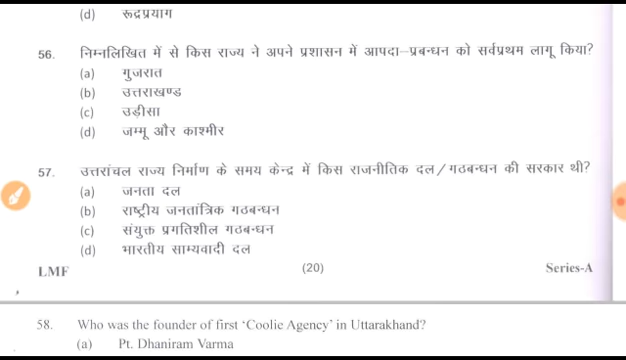 (d) रूद्रप्रयाग
56. निम्नलिखित में से किस राज्य ने अपने प्रशासन में आपदा–प्रबन्धन को सर्वप्रथम लागू किया?
(a) गुजरात
(b) उत्तराखण्ड
(c) उड़ीसा
(d) जम्मू और काश्मीर
57. उत्तरांचल राज्य निर्माण के समय केन्द्र में किस राजनीतिक दल/गठबन्धन की सरकार थी?
(a) जनता दल
(b) राष्ट्रीय जनतांत्रिक गठबन्धन
(c) संयुक्त प्रगतिशील गठबन्धन
(d) भारतीय साम्यवादी दल
LMF (20) Series-A
58. Who was the founder of first ‘Coolie Agency’ in Uttarakhand?
(a) Pt. Dhaniram Varma